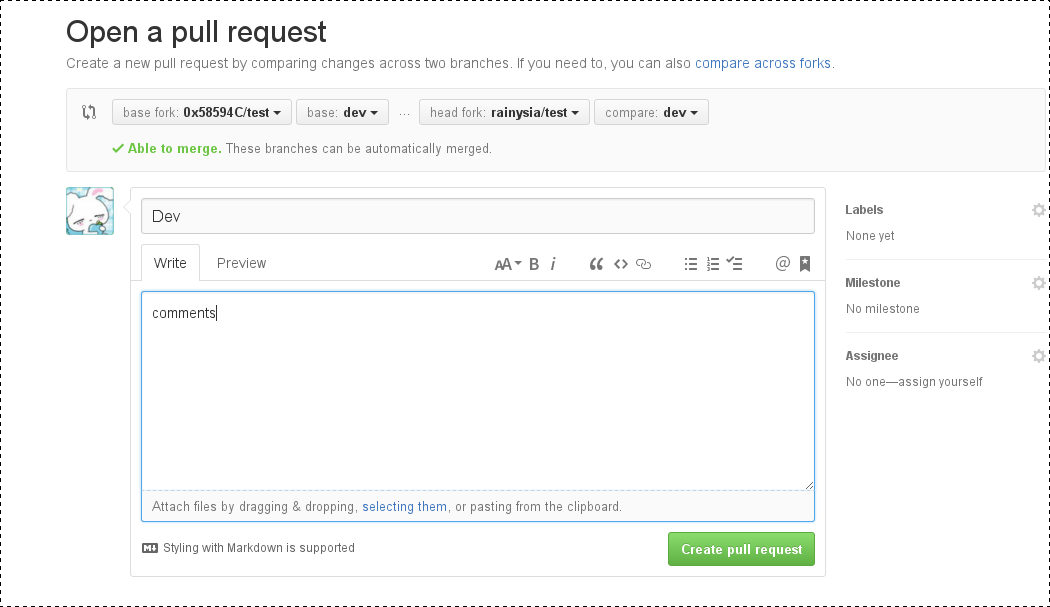 Open a pull request
Create a new pull request by comparing changes across two branches. If you need to, you can also compare across forks.
base fork: 0x58594C/test base: dev ... head fork: rainysia/test compare: dev
Able to merge. These branches can be automatically merged.
Dev
Write Preview AA B i “ <> @
comments
Attach files by dragging & dropping, selecting them, or pasting from the clipboard.
M Styling with Markdown is supported
Create pull request
Labels
None yet
Milestone
No milestone
Assignee
No one—assign yourself